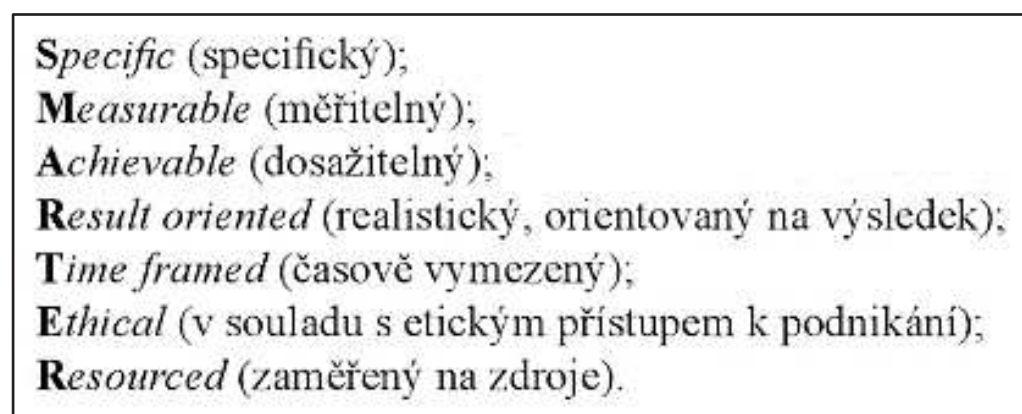 Specific (specifický);
Measurable (měřitelný);
Achievable (dosažitelný);
Result oriented (realistický, orientovaný na výsledek);
Time framed (časově vymezený);
Ethical (v souladu s etickým přístupem k podnikání);
Resourced (zaměřený na zdroje).